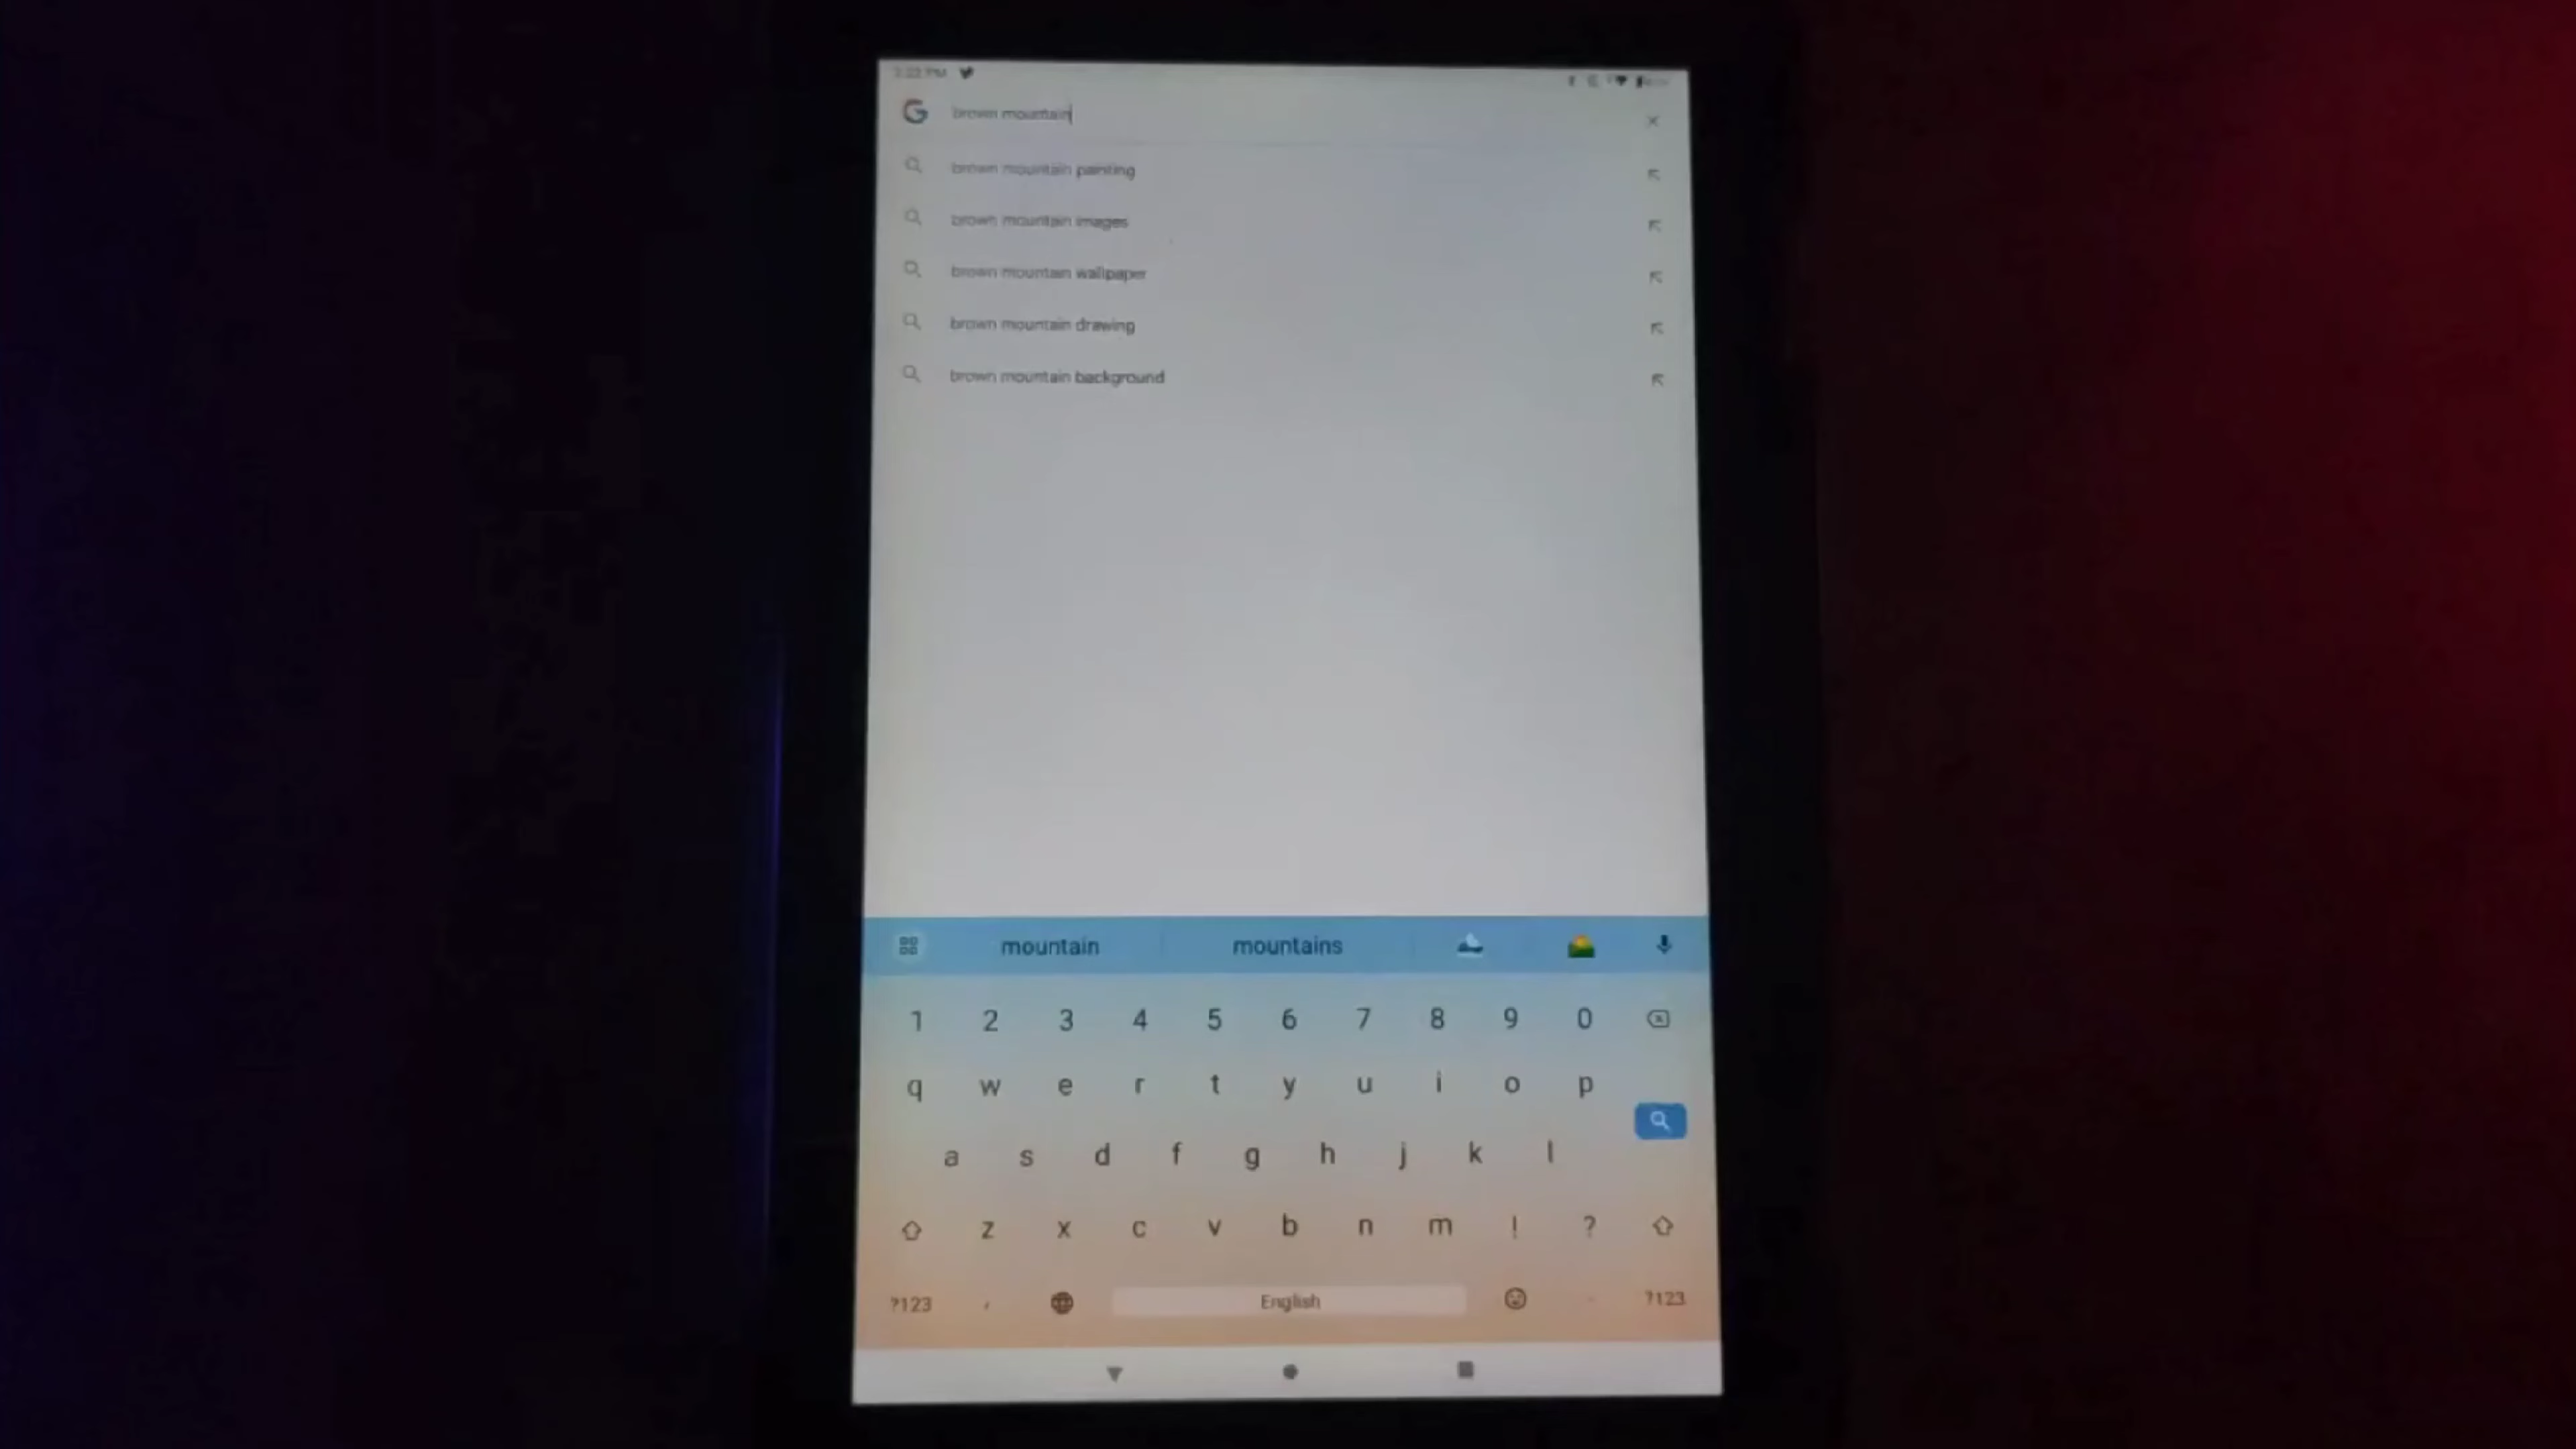 brown mountain
brown mountain painting
brown mountain images
brown mountain wallpaper
brown mountain drawing
brown mountain background
mountain mountains
1 2 3 4 5 6 7 8 9 0
q w e r t y u i o p
a s d f g h j k l
z x c v b n m ! ?
?123 , English . ?123